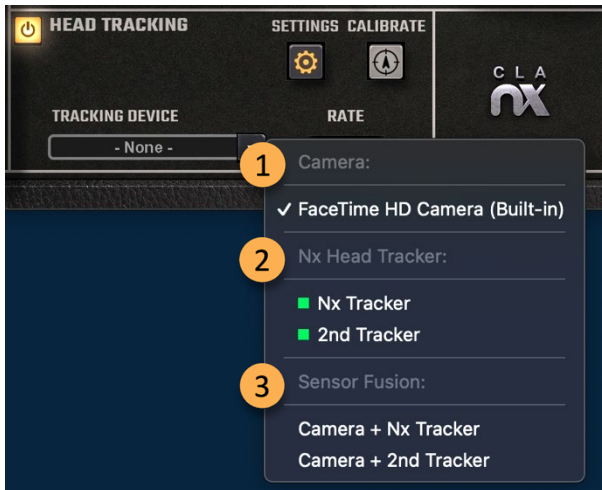 HEAD TRACKING
SETTINGS CALIBRATE
CLA
nx
TRACKING DEVICE
RATE
- None -
1
Camera:
✓ FaceTime HD Camera (Built-in)
2
Nx Head Tracker:
Nx Tracker
2nd Tracker
3
Sensor Fusion:
Camera + Nx Tracker
Camera + 2nd Tracker